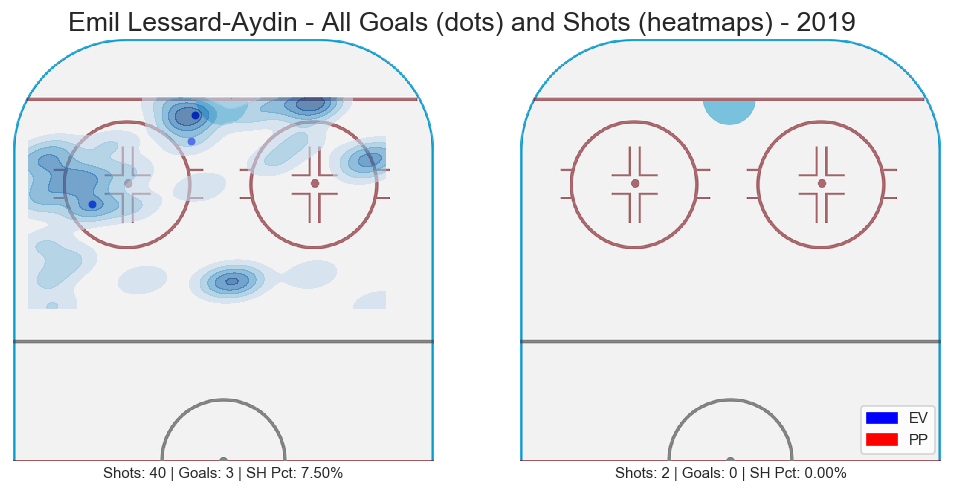 Emil Lessard-Aydin - All Goals (dots) and Shots (heatmaps) - 2019
EV
PP
Shots: 40 | Goals: 3 | SH Pct: 7.50%
Shots: 2 | Goals: 0 | SH Pct: 0.00%